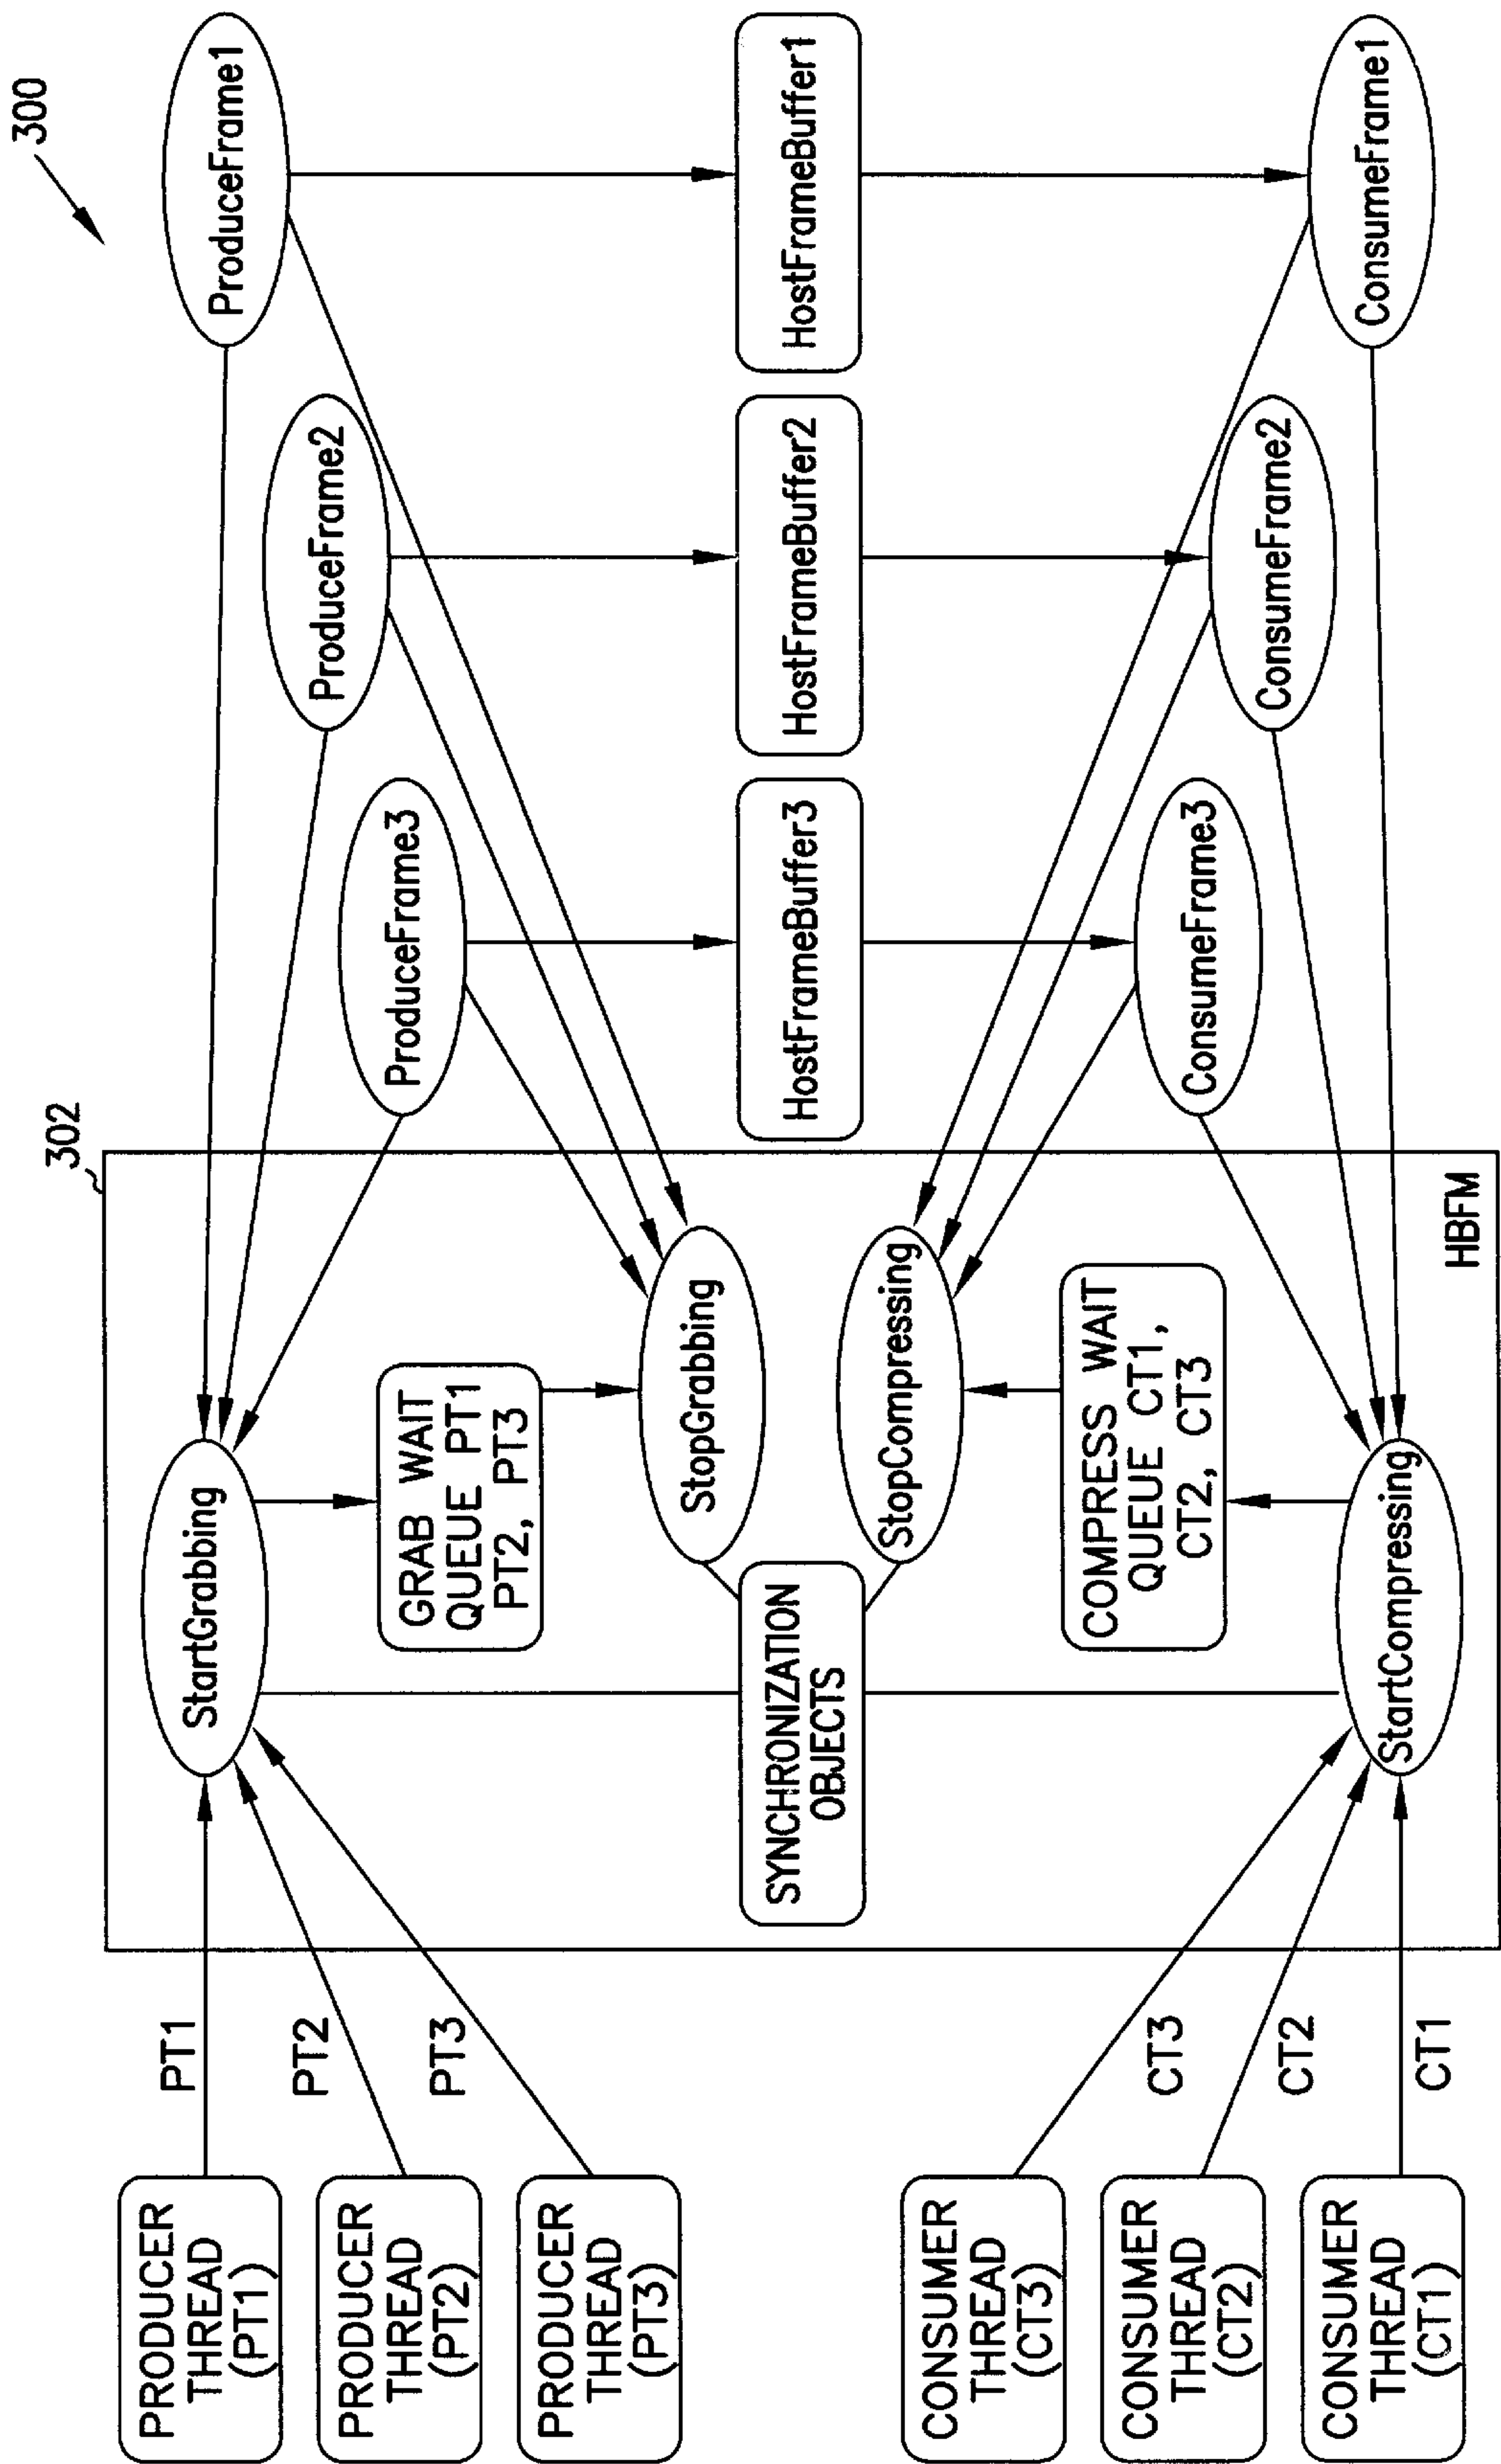 300
302
PRODUCER
THREAD
(PT1)
PRODUCER
THREAD
(PT2)
PRODUCER
THREAD
(PT3)
CONSUMER
THREAD
(CT3)
CONSUMER
THREAD
(CT2)
CONSUMER
THREAD
(CT1)
PT1
PT2
PT3
CT3
CT2
CT1
StartGrabbing
GRAB WAIT
QUEUE PT1
PT2, PT3
StopGrabbing
SYNCHRONIZATION
OBJECTS
StopCompressing
COMPRESS WAIT
QUEUE CT1,
CT2, CT3
StartCompressing
HBFM
ProduceFrame3
ProduceFrame2
ProduceFrame1
HostFrameBuffer3
HostFrameBuffer2
HostFrameBuffer1
ConsumeFrame3
ConsumeFrame2
ConsumeFrame1